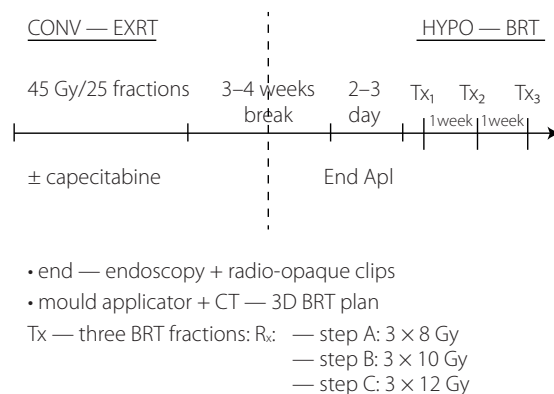 CONV — EXRT HYPO — BRT
45 Gy/25 fractions 3–4 weeks break 2–3 day Tx₁ Tx₂ Tx₃
1week 1week
± capecitabine End Apl
• end — endoscopy + radio-opaque clips
• mould applicator + CT — 3D BRT plan
Tx — three BRT fractions: Rₓ: — step A: 3 × 8 Gy
— step B: 3 × 10 Gy
— step C: 3 × 12 Gy